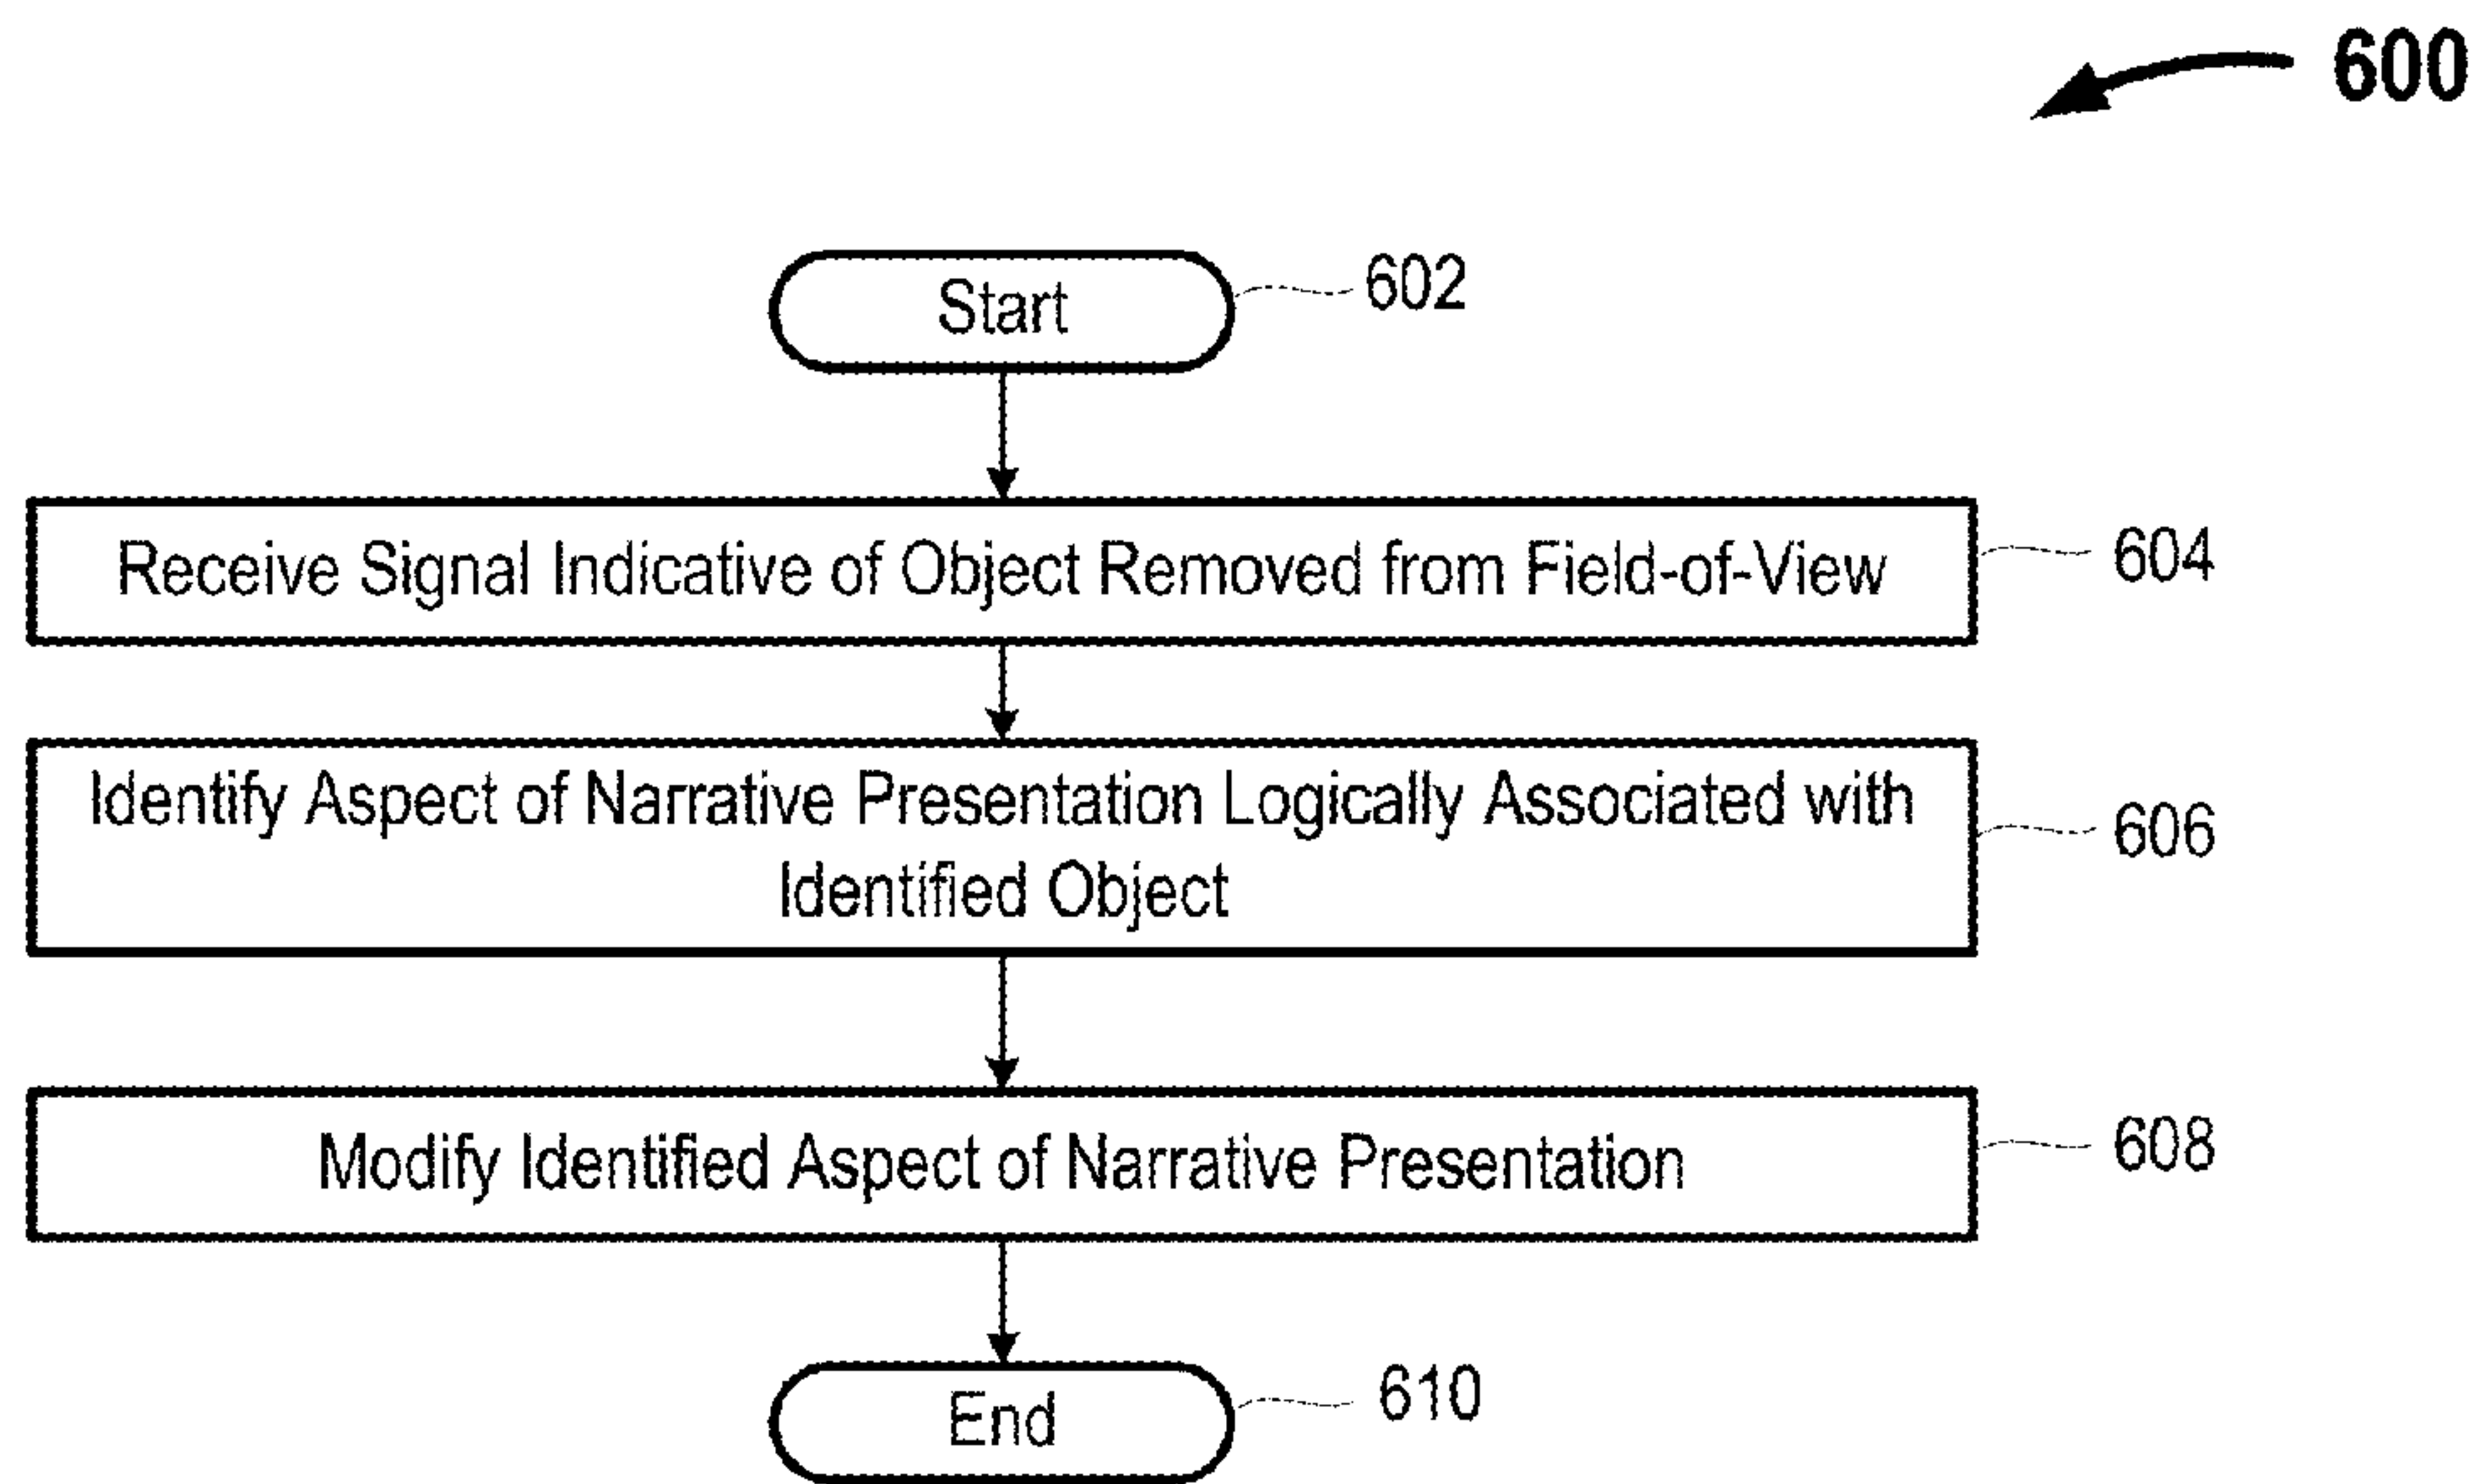 600
Start
602
Receive Signal Indicative of Object Removed from Field-of-View
604
Identify Aspect of Narrative Presentation Logically Associated with
Identified Object
606
Modify Identified Aspect of Narrative Presentation
608
End
610